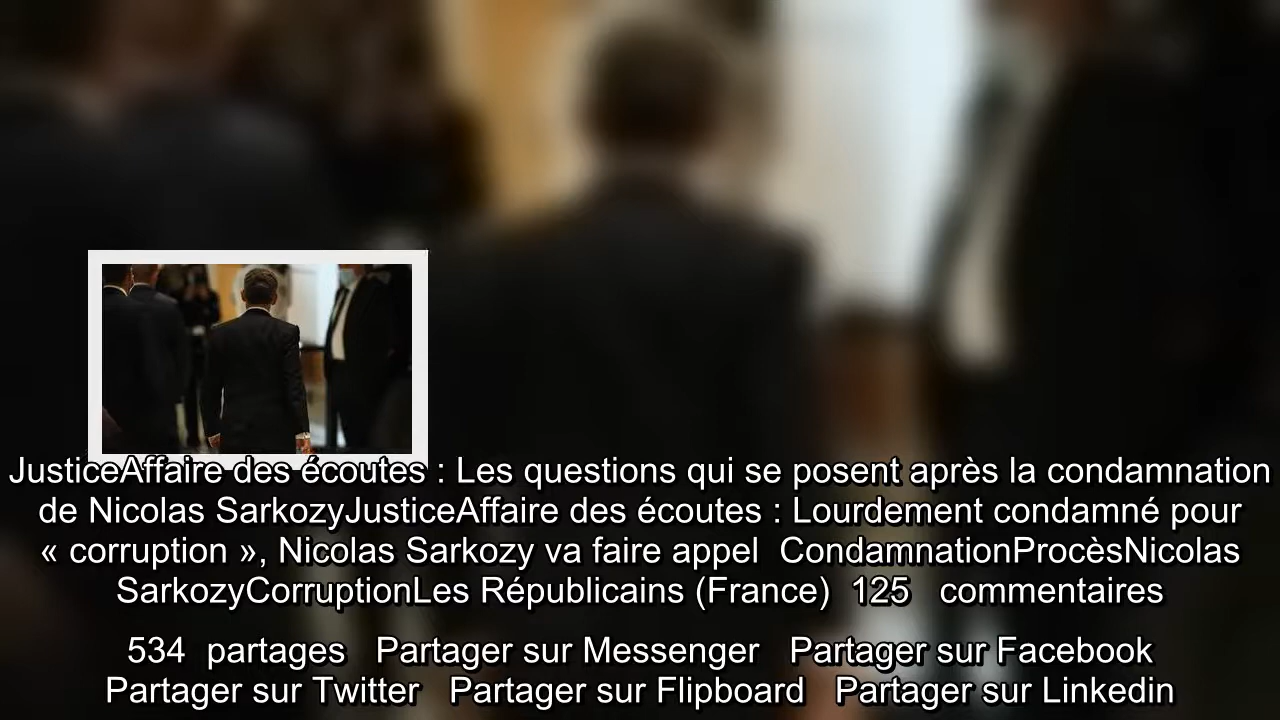 JusticeAffaire des écoutes : Les questions qui se posent après la condamnation
de Nicolas SarkozyJusticeAffaire des écoutes : Lourdement condamné pour
« corruption », Nicolas Sarkozy va faire appel  CondamnationProcèsNicolas
SarkozyCorruptionLes Républicains (France)  125   commentaires
534  partages   Partager sur Messenger   Partager sur Facebook
Partager sur Twitter   Partager sur Flipboard   Partager sur Linkedin